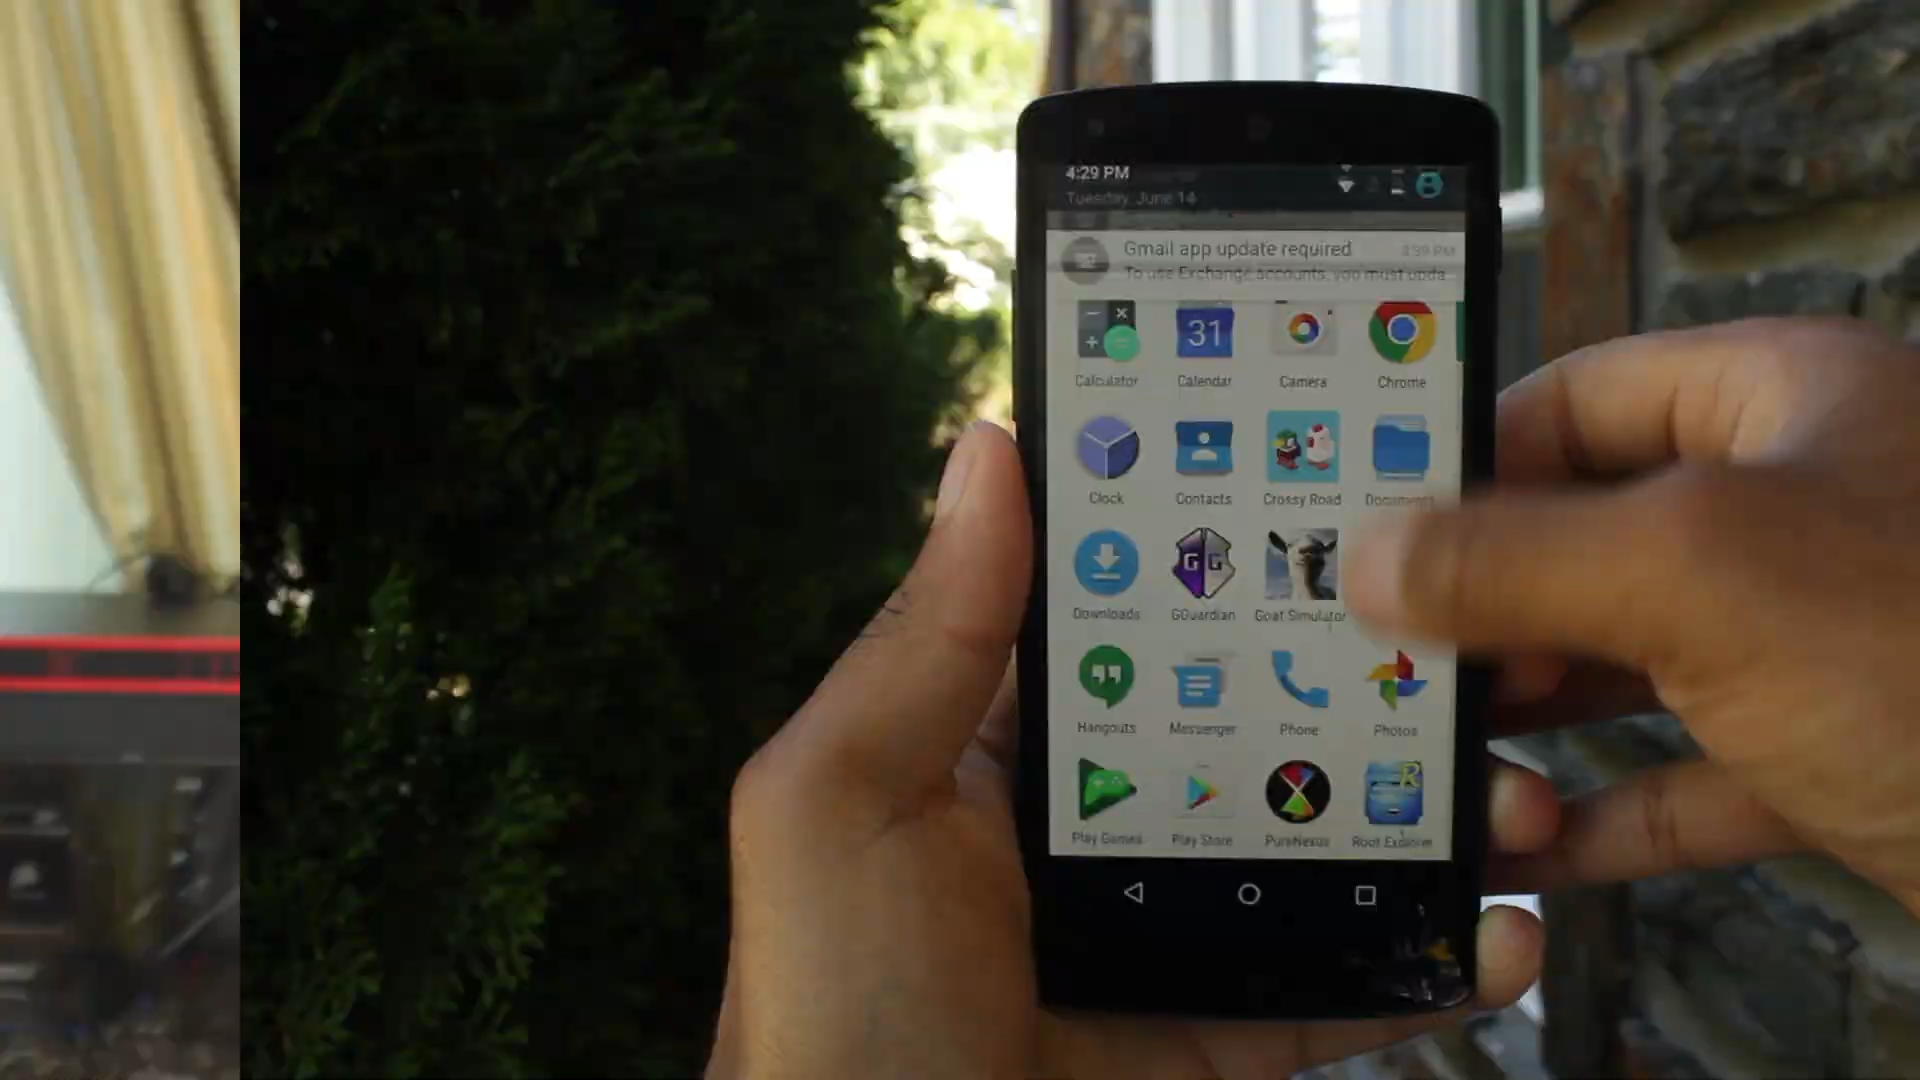 4:29 PM
Tuesday, June 14
Gmail app update required
To use Exchange accounts, you must upda
Calculator
31
Calendar
Camera
Chrome
Clock
Contacts
Crossy Road
Documents
Downloads
GG
GGuardian
Goat Simulator
Hangouts
Messenger
Phone
Photos
R
Play Games
Play Store
PureNexus
Root Explorer